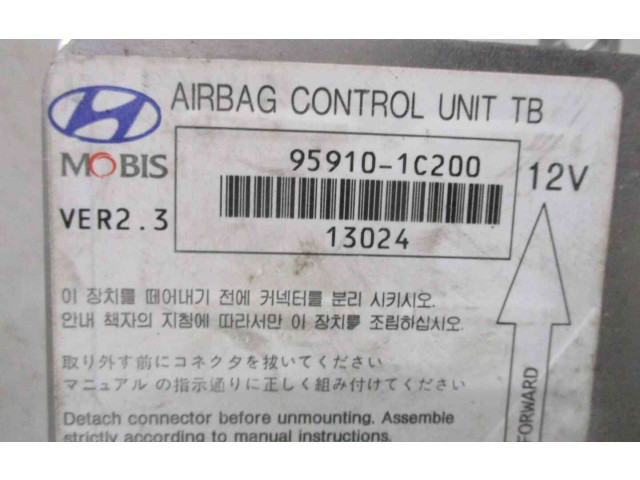 AIRBAG CONTROL UNIT TB
MOBIS
95910-1C200
12V
VER2.3
13024
이 장치를 떼어내기 전에 커넥터를 분리 시키시오.
안내 책자의 지침에 따라서만 이 장치를 조립하십시오.
取り外す前にコネクタを抜いてください
マニュアルの指示通りに正しく組み付けてください
Detach connector before unmounting. Assemble
strictly according to manual instructions.
FORWARD